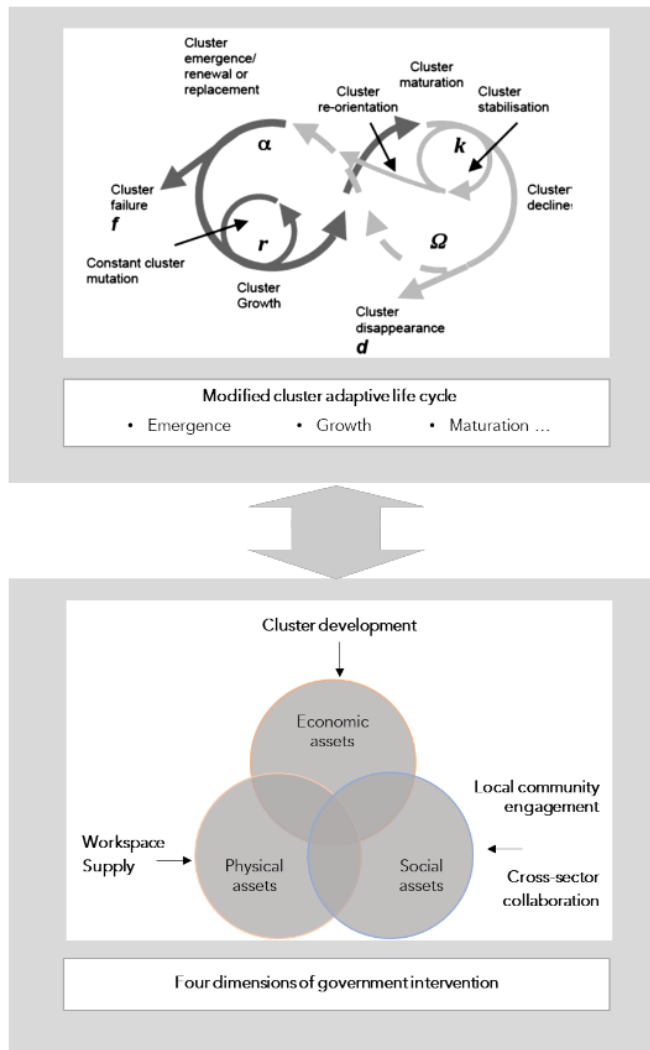 Cluster
emergence/
renewal or
replacement
Cluster
maturation
Cluster
re-orientation
Cluster
stabilisation
α
k
Cluster
failure
f
Cluster
decline
r
Ω
Constant cluster
mutation
Cluster
Growth
Cluster
disappearance
d
Modified cluster adaptive life cycle
• Emergence • Growth • Maturation ...
Cluster development
Economic
assets
Local community
engagement
Workspace
Supply
Physical
assets
Social
assets
Cross-sector
collaboration
Four dimensions of government intervention